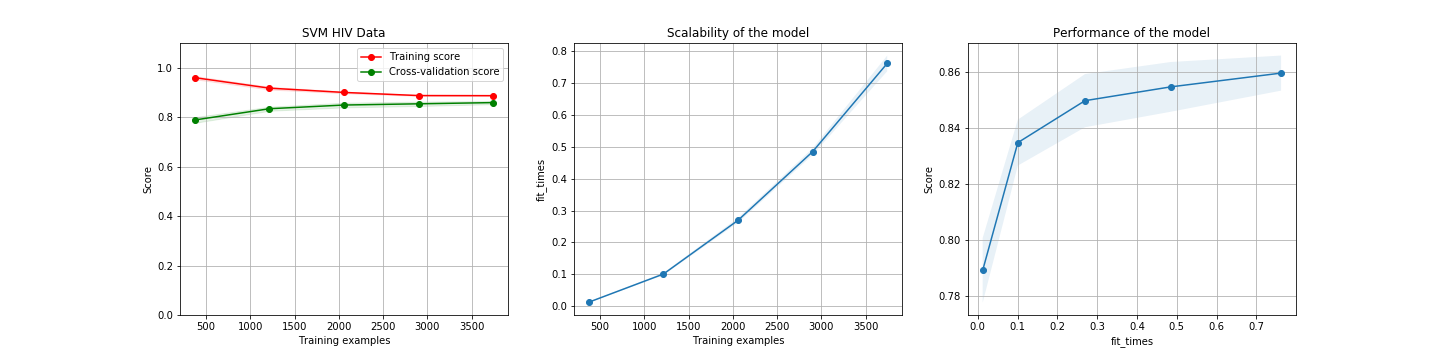 SVM HIV Data
1.0
0.8
0.6
0.4
0.2
0.0
Score
Training score
Cross-validation score
500 1000 1500 2000 2500 3000 3500
Training examples
Scalability of the model
0.8
0.7
0.6
0.5
0.4
0.3
0.2
0.1
0.0
fit_times
500 1000 1500 2000 2500 3000 3500
Training examples
Performance of the model
0.86
0.84
0.82
0.80
0.78
Score
0.0 0.1 0.2 0.3 0.4 0.5 0.6 0.7
fit_times